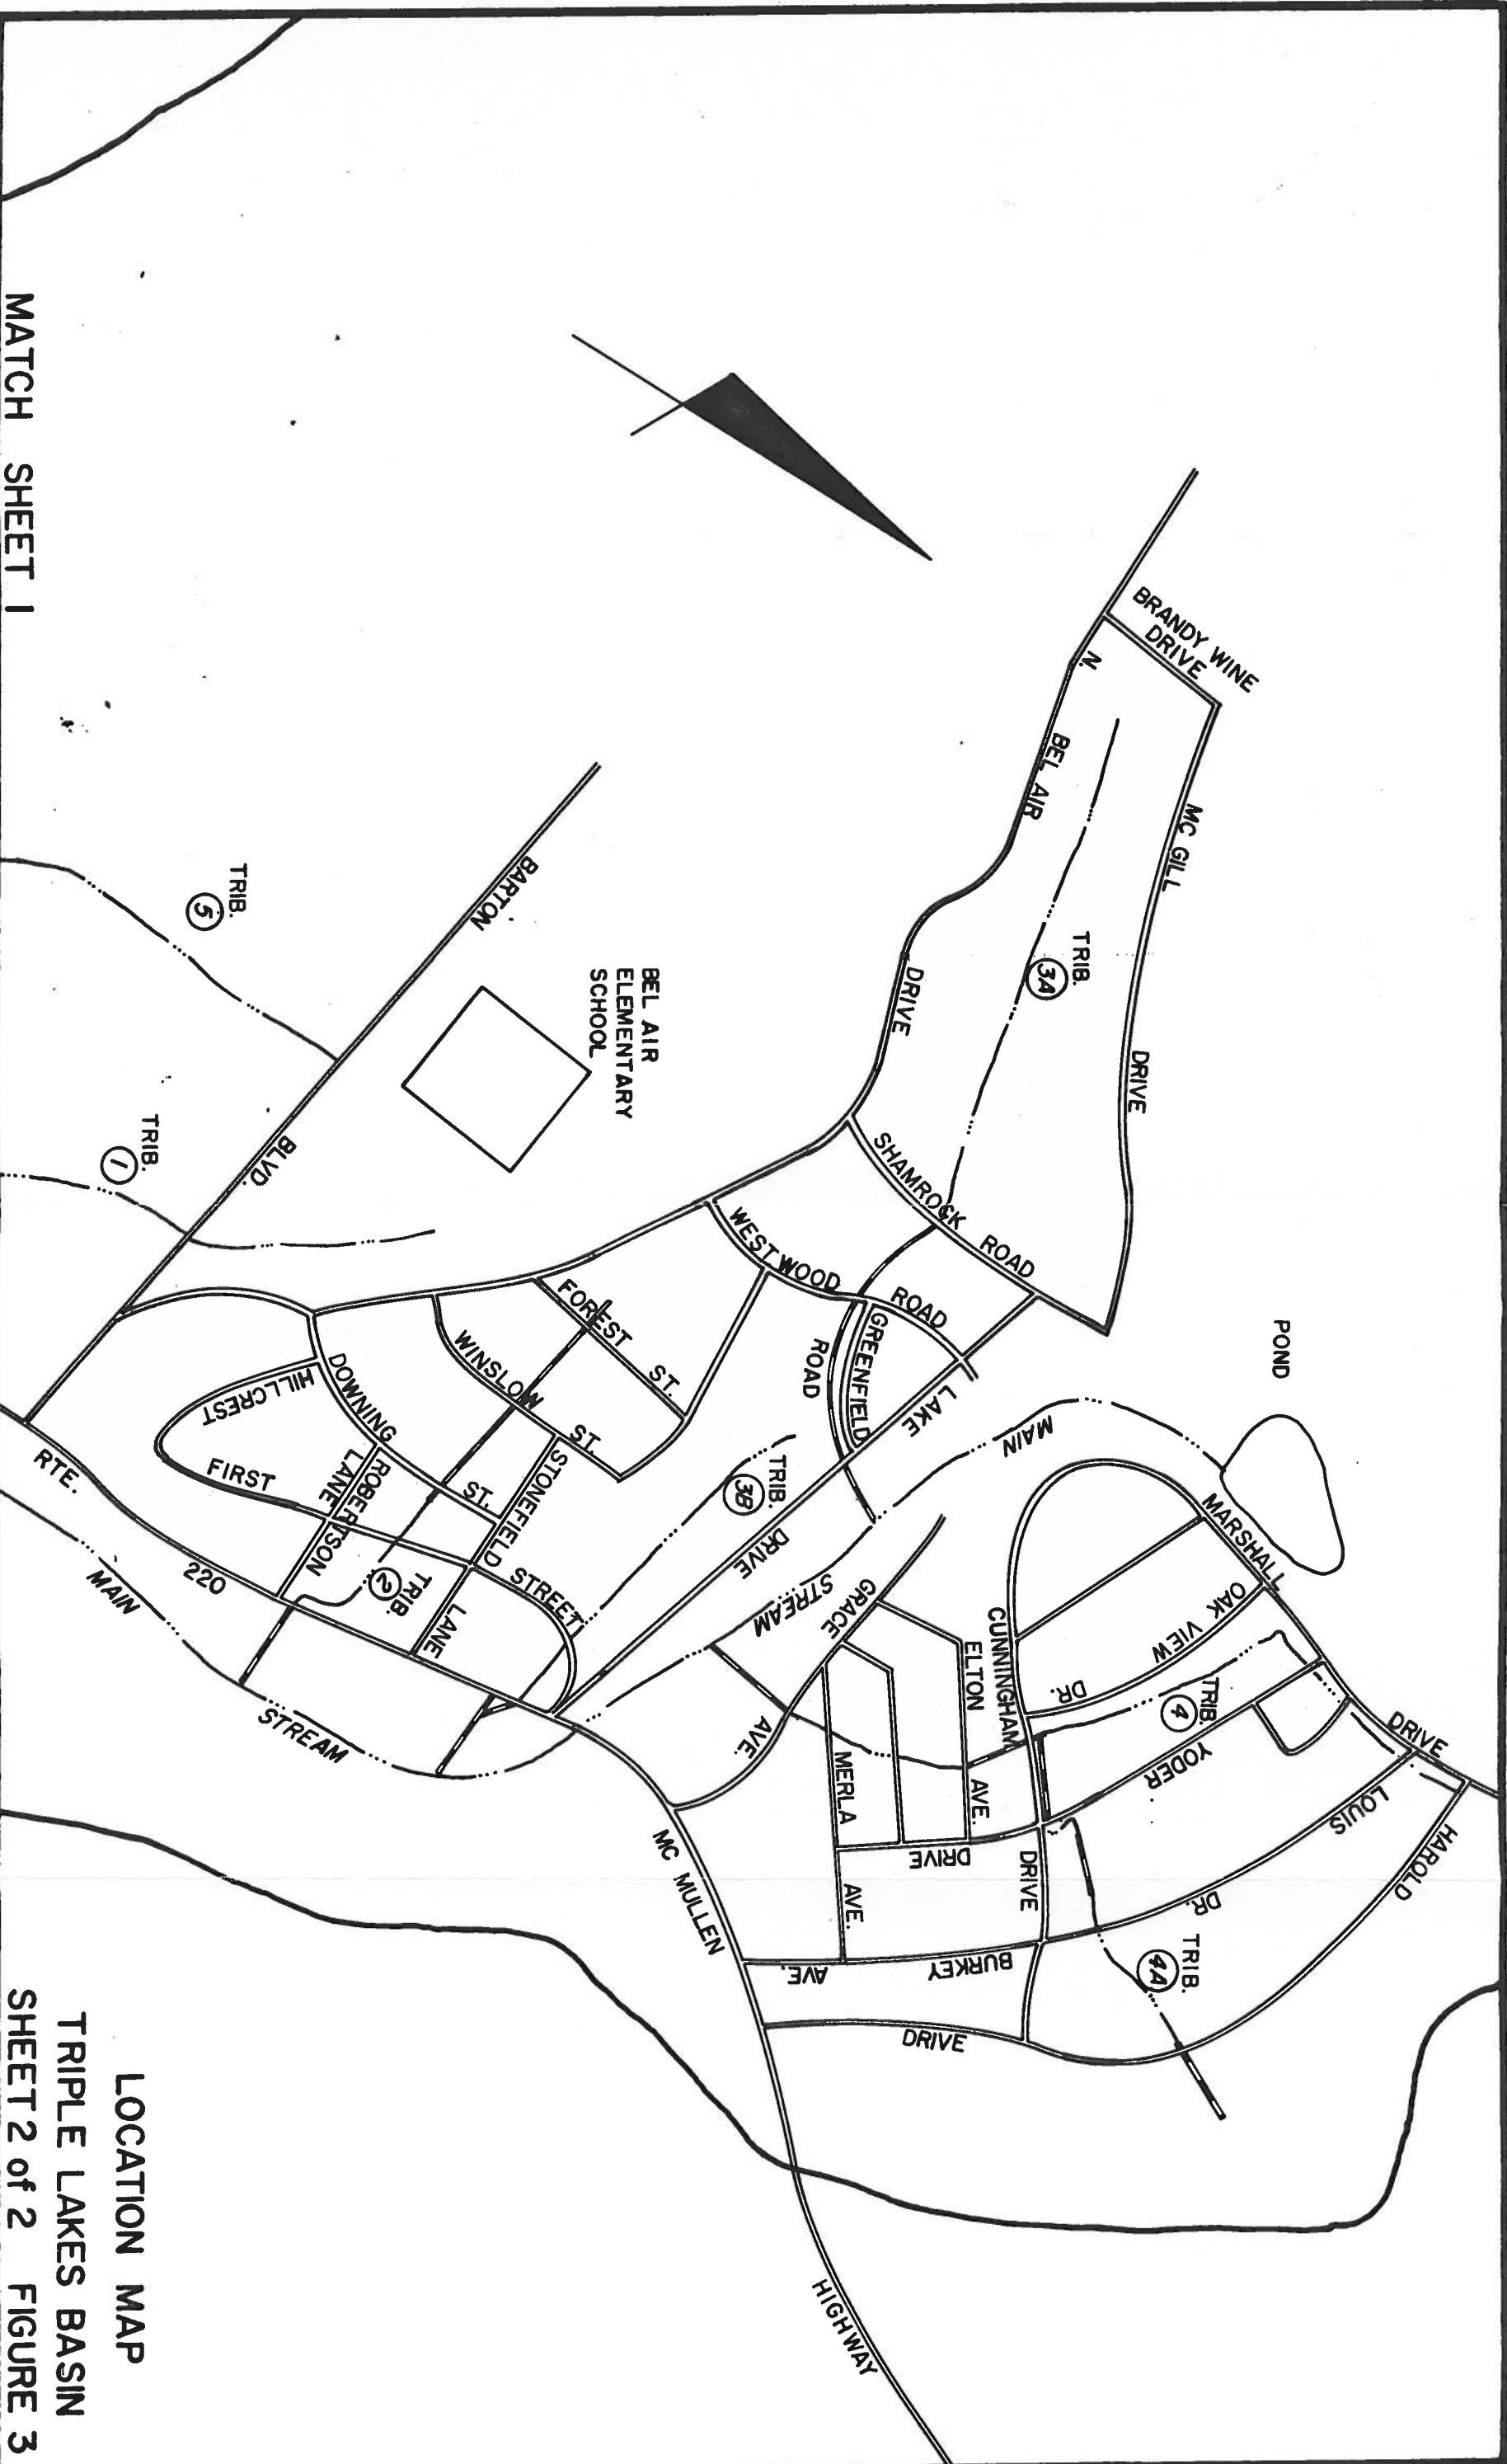 BRANDY WINE
DRIVE
N.
BEL AIR
DRIVE
MC GILL
DRIVE
TRIB.
3A
SHAMROCK
ROAD
WESTWOOD
ROAD
GREENFIELD
ROAD
LAKE
DRIVE
POND
MAIN
STREAM
MARSHALL
DRIVE
OAK VIEW
DR.
CUNNINGHAM
DRIVE
TRIB.
4
YODER
DRIVE
LOUIS
DR.
HAROLD
DRIVE
TRIB.
4A
GRACE
AVE.
ELTON
AVE.
MERLA
AVE.
BURKEY
AVE.
BEL AIR
ELEMENTARY
SCHOOL
BARTON
BLVD.
TRIB.
5
TRIB.
1
FOREST
ST.
WINSLOW
ST.
DOWNING
ST.
STONEFIELD
LANE
HILLCREST
FIRST
STREET
ROBERTSON
LANE
TRIB.
2
TRIB.
3B
RTE.
220
MAIN
STREAM
MC MULLEN
HIGHWAY
MATCH SHEET 1
LOCATION MAP
TRIPLE LAKES BASIN
SHEET 2 of 2 FIGURE 3